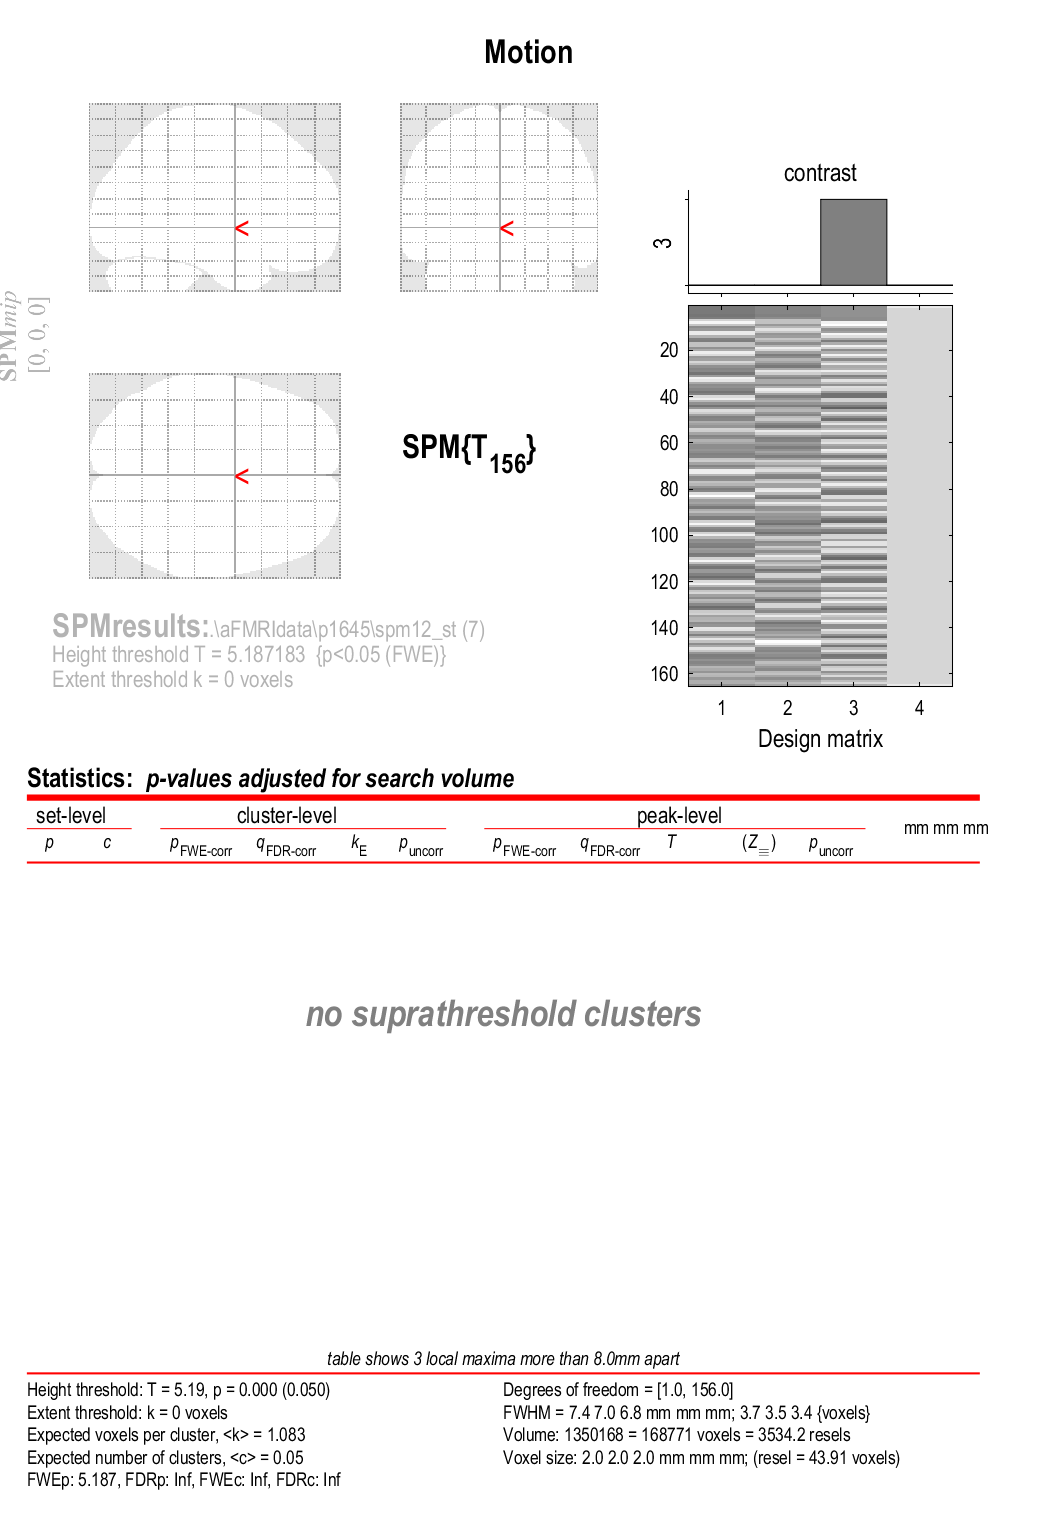 Motion
SPMmip
[0, 0, 0]
<
<
<
SPM{T156}
contrast
3
20
40
60
80
100
120
140
160
1 2 3 4
Design matrix
SPMresults:.\aFMRIdata\p1645\spm12_st (7)
Height threshold T = 5.187183 {p<0.05 (FWE)}
Extent threshold k = 0 voxels
Statistics: p-values adjusted for search volume
set-level cluster-level peak-level mm mm mm
p c pFWE-corr qFDR-corr kE puncorr pFWE-corr qFDR-corr T (Z≡) puncorr
no suprathreshold clusters
table shows 3 local maxima more than 8.0mm apart
Height threshold: T = 5.19, p = 0.000 (0.050)
Extent threshold: k = 0 voxels
Expected voxels per cluster, <k> = 1.083
Expected number of clusters, <c> = 0.05
FWEp: 5.187, FDRp: Inf, FWEc: Inf, FDRc: Inf
Degrees of freedom = [1.0, 156.0]
FWHM = 7.4 7.0 6.8 mm mm mm; 3.7 3.5 3.4 {voxels}
Volume: 1350168 = 168771 voxels = 3534.2 resels
Voxel size: 2.0 2.0 2.0 mm mm mm; (resel = 43.91 voxels)